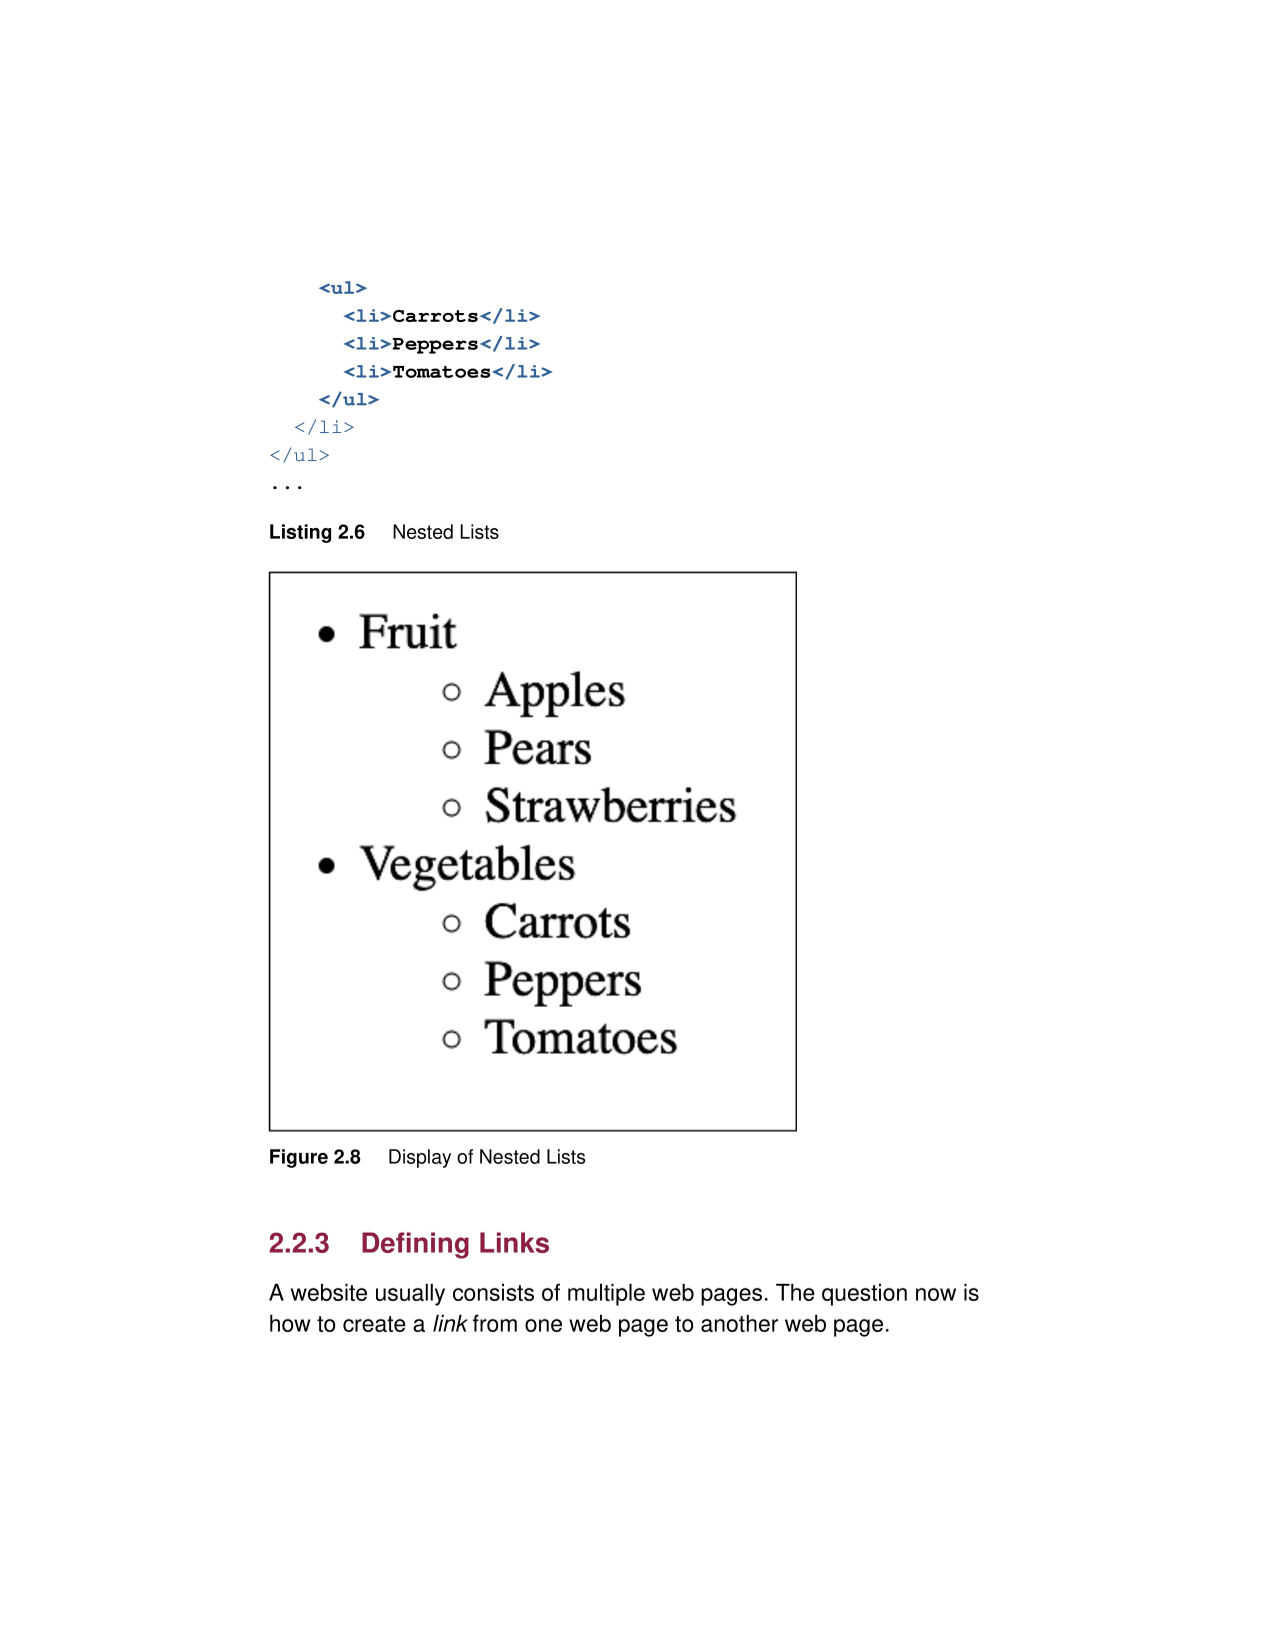 <ul>
<li>Carrots</li>
<li>Peppers</li>
<li>Tomatoes</li>
</ul>
</li>
</ul>
...
Listing 2.6 Nested Lists
• Fruit
○ Apples
○ Pears
○ Strawberries
• Vegetables
○ Carrots
○ Peppers
○ Tomatoes
Figure 2.8 Display of Nested Lists
2.2.3 Defining Links
A website usually consists of multiple web pages. The question now is
how to create a link from one web page to another web page.